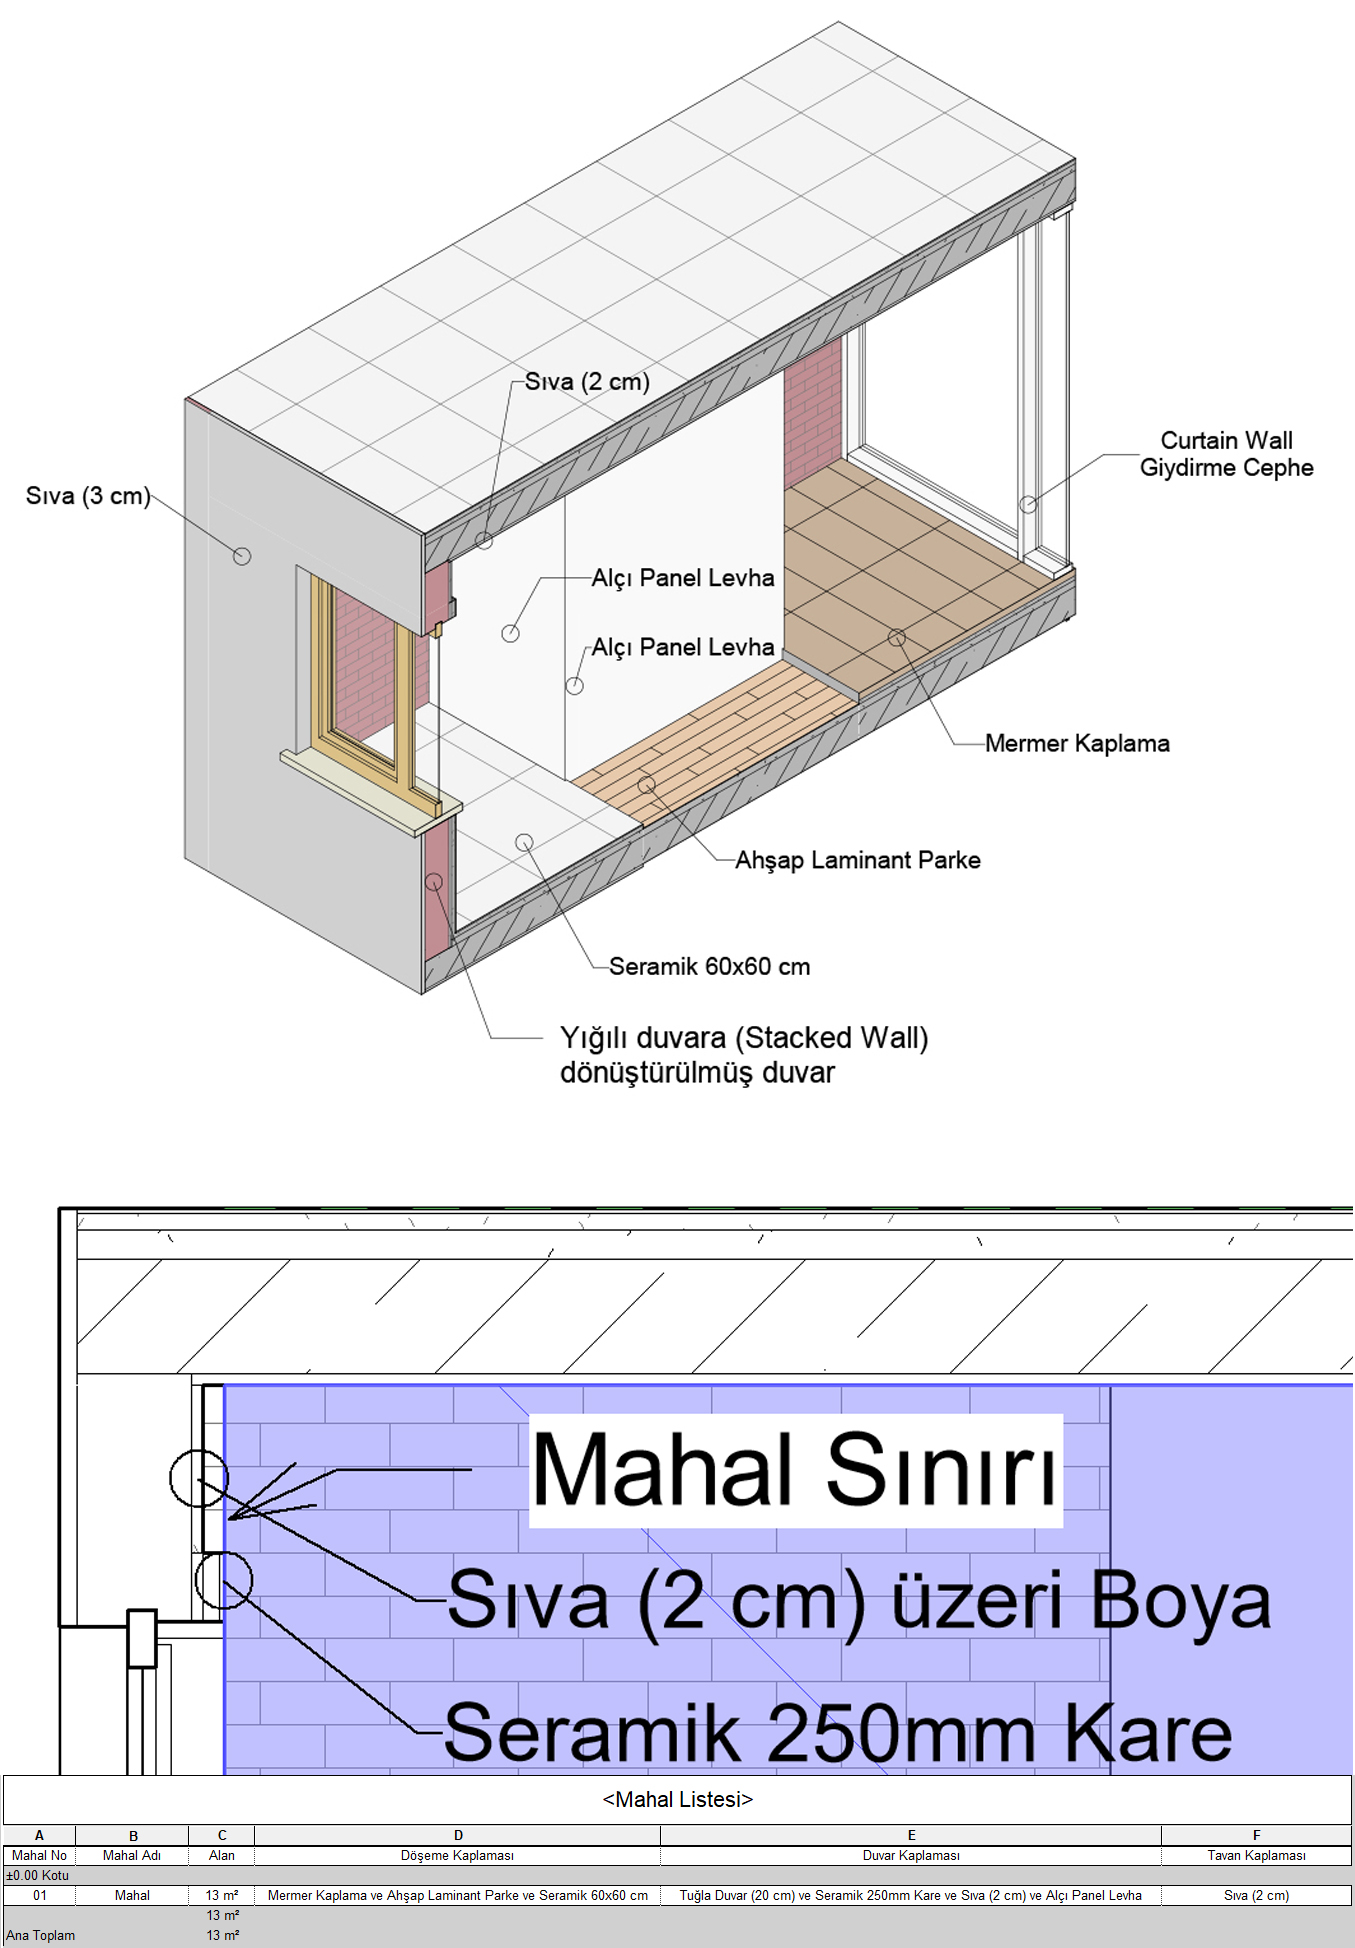 Sıva (2 cm)
Curtain Wall
Giydirme Cephe
Sıva (3 cm)
Alçı Panel Levha
Alçı Panel Levha
Mermer Kaplama
Ahşap Laminant Parke
Seramik 60x60 cm
Yığılı duvara (Stacked Wall)
dönüştürülmüş duvar
Mahal Sınırı
Sıva (2 cm) üzeri Boya
Seramik 250mm Kare
<Mahal Listesi>
A B C D E F
Mahal No Mahal Adı Alan Döşeme Kaplaması Duvar Kaplaması Tavan Kaplaması
±0.00 Kotu
01 Mahal 13 m² Mermer Kaplama ve Ahşap Laminant Parke ve Seramik 60x60 cm Tuğla Duvar (20 cm) ve Seramik 250mm Kare ve Sıva (2 cm) ve Alçı Panel Levha Sıva (2 cm)
13 m²
Ana Toplam 13 m²